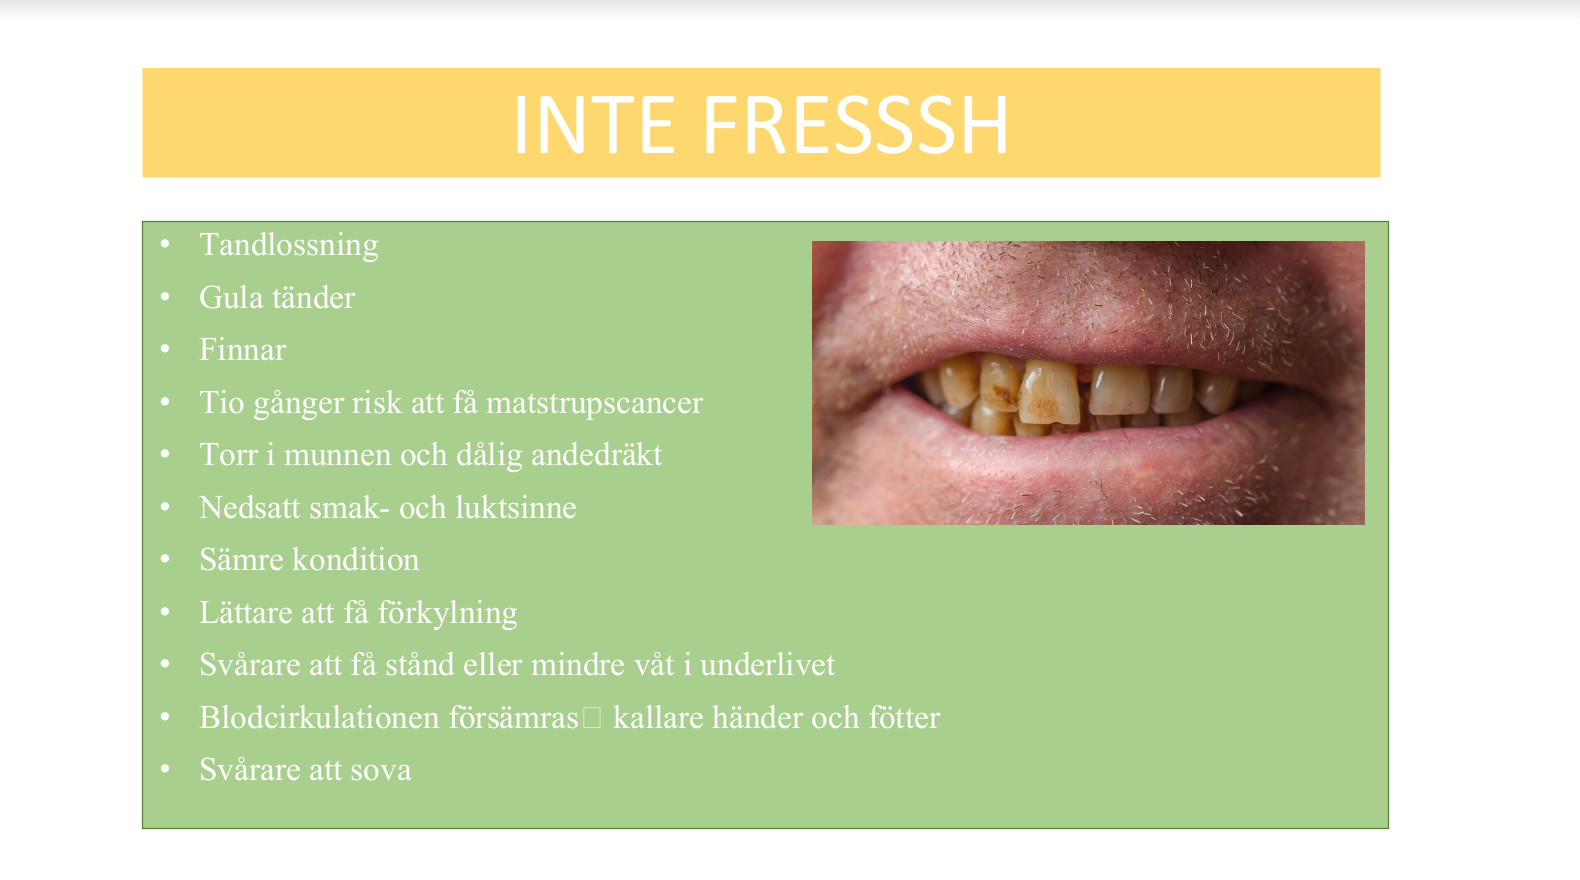 INTE FRESSSH
• Tandlossning
• Gula tänder
• Finnar
• Tio gånger risk att få matstrupscancer
• Torr i munnen och dålig andedräkt
• Nedsatt smak- och luktsinne
• Sämre kondition
• Lättare att få förkylning
• Svårare att få stånd eller mindre våt i underlivet
• Blodcirkulationen försämras□ kallare händer och fötter
• Svårare att sova